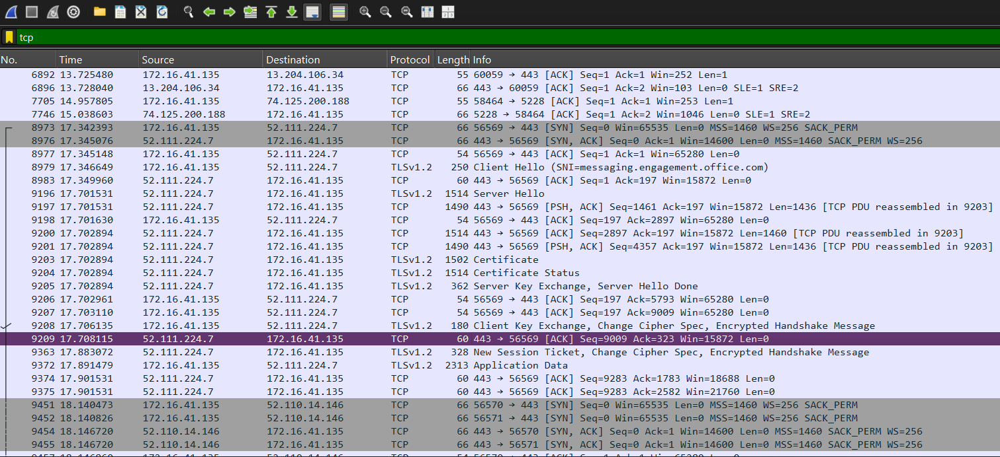 tcp
No. Time Source Destination Protocol Length Info
6892 13.725480 172.16.41.135 13.204.106.34 TCP 55 60059 → 443 [ACK] Seq=1 Ack=1 Win=252 Len=1
6896 13.728040 13.204.106.34 172.16.41.135 TCP 66 443 → 60059 [ACK] Seq=1 Ack=2 Win=103 Len=0 SLE=1 SRE=2
7705 14.957805 172.16.41.135 74.125.200.188 TCP 55 58464 → 5228 [ACK] Seq=1 Ack=1 Win=253 Len=1
7746 15.038603 74.125.200.188 172.16.41.135 TCP 66 5228 → 58464 [ACK] Seq=1 Ack=2 Win=1046 Len=0 SLE=1 SRE=2
8973 17.342393 172.16.41.135 52.111.224.7 TCP 66 56569 → 443 [SYN] Seq=0 Win=65535 Len=0 MSS=1460 WS=256 SACK_PERM
8976 17.345076 52.111.224.7 172.16.41.135 TCP 66 443 → 56569 [SYN, ACK] Seq=0 Ack=1 Win=14600 Len=0 MSS=1460 SACK_PERM WS=256
8977 17.345148 172.16.41.135 52.111.224.7 TCP 54 56569 → 443 [ACK] Seq=1 Ack=1 Win=65280 Len=0
8979 17.346649 172.16.41.135 52.111.224.7 TLSv1.2 250 Client Hello (SNI=messaging.engagement.office.com)
8983 17.349960 52.111.224.7 172.16.41.135 TCP 60 443 → 56569 [ACK] Seq=1 Ack=197 Win=15872 Len=0
9196 17.701531 52.111.224.7 172.16.41.135 TLSv1.2 1514 Server Hello
9197 17.701531 52.111.224.7 172.16.41.135 TCP 1490 443 → 56569 [PSH, ACK] Seq=1461 Ack=197 Win=15872 Len=1436 [TCP PDU reassembled in 9203]
9198 17.701630 172.16.41.135 52.111.224.7 TCP 54 56569 → 443 [ACK] Seq=197 Ack=2897 Win=65280 Len=0
9200 17.702894 52.111.224.7 172.16.41.135 TCP 1514 443 → 56569 [ACK] Seq=2897 Ack=197 Win=15872 Len=1460 [TCP PDU reassembled in 9203]
9201 17.702894 52.111.224.7 172.16.41.135 TCP 1490 443 → 56569 [PSH, ACK] Seq=4357 Ack=197 Win=15872 Len=1436 [TCP PDU reassembled in 9203]
9203 17.702894 52.111.224.7 172.16.41.135 TLSv1.2 1502 Certificate
9204 17.702894 52.111.224.7 172.16.41.135 TLSv1.2 1514 Certificate Status
9205 17.702894 52.111.224.7 172.16.41.135 TLSv1.2 362 Server Key Exchange, Server Hello Done
9206 17.702961 172.16.41.135 52.111.224.7 TCP 54 56569 → 443 [ACK] Seq=197 Ack=5793 Win=65280 Len=0
9207 17.703110 172.16.41.135 52.111.224.7 TCP 54 56569 → 443 [ACK] Seq=197 Ack=9009 Win=65280 Len=0
9208 17.706135 172.16.41.135 52.111.224.7 TLSv1.2 180 Client Key Exchange, Change Cipher Spec, Encrypted Handshake Message
9209 17.708115 52.111.224.7 172.16.41.135 TCP 60 443 → 56569 [ACK] Seq=9009 Ack=323 Win=15872 Len=0
9363 17.883072 52.111.224.7 172.16.41.135 TLSv1.2 328 New Session Ticket, Change Cipher Spec, Encrypted Handshake Message
9372 17.891479 172.16.41.135 52.111.224.7 TLSv1.2 2313 Application Data
9374 17.901531 52.111.224.7 172.16.41.135 TCP 60 443 → 56569 [ACK] Seq=9283 Ack=1783 Win=18688 Len=0
9375 17.901531 52.111.224.7 172.16.41.135 TCP 60 443 → 56569 [ACK] Seq=9283 Ack=2582 Win=21760 Len=0
9451 18.140473 172.16.41.135 52.110.14.146 TCP 66 56570 → 443 [SYN] Seq=0 Win=65535 Len=0 MSS=1460 WS=256 SACK_PERM
9452 18.140826 172.16.41.135 52.110.14.146 TCP 66 56571 → 443 [SYN] Seq=0 Win=65535 Len=0 MSS=1460 WS=256 SACK_PERM
9454 18.146720 52.110.14.146 172.16.41.135 TCP 66 443 → 56570 [SYN, ACK] Seq=0 Ack=1 Win=14600 Len=0 MSS=1460 SACK_PERM WS=256
9455 18.146720 52.110.14.146 172.16.41.135 TCP 66 443 → 56571 [SYN, ACK] Seq=0 Ack=1 Win=14600 Len=0 MSS=1460 SACK_PERM WS=256